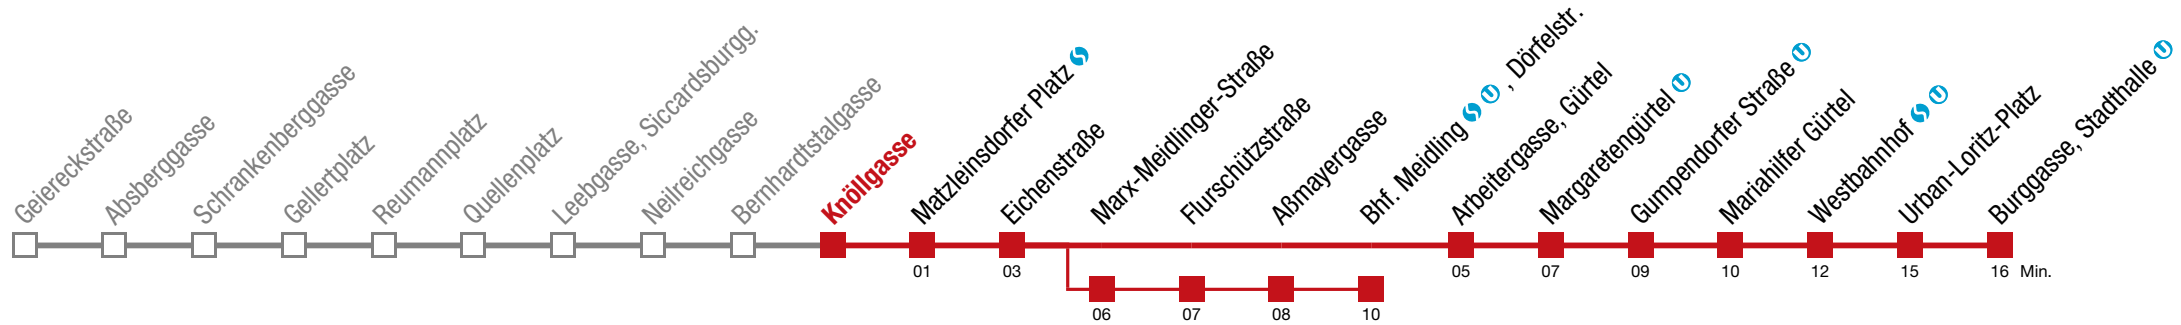 Geiereckstraße
Absberggasse
Schrankenberggasse
Gellertplatz
Reumannplatz
Quellenplatz
Leebgasse, Siccardsburgg.
Neilreichgasse
Bernhardtstalgasse
Knöllgasse
Matzleinsdorfer Platz
Eichenstraße
Marx-Meidlinger-Straße
Flurschützstraße
Aßmayergasse
Bhf. Meidling U , Dörfelstr.
Arbeitergasse, Gürtel
Margaretengürtel U
Gumpendorfer Straße U
Mariahilfer Gürtel
Westbahnhof U
Urban-Loritz-Platz
Burggasse, Stadthalle U
01 03 05 07 09 10 12 15 16 Min.
06 07 08 10